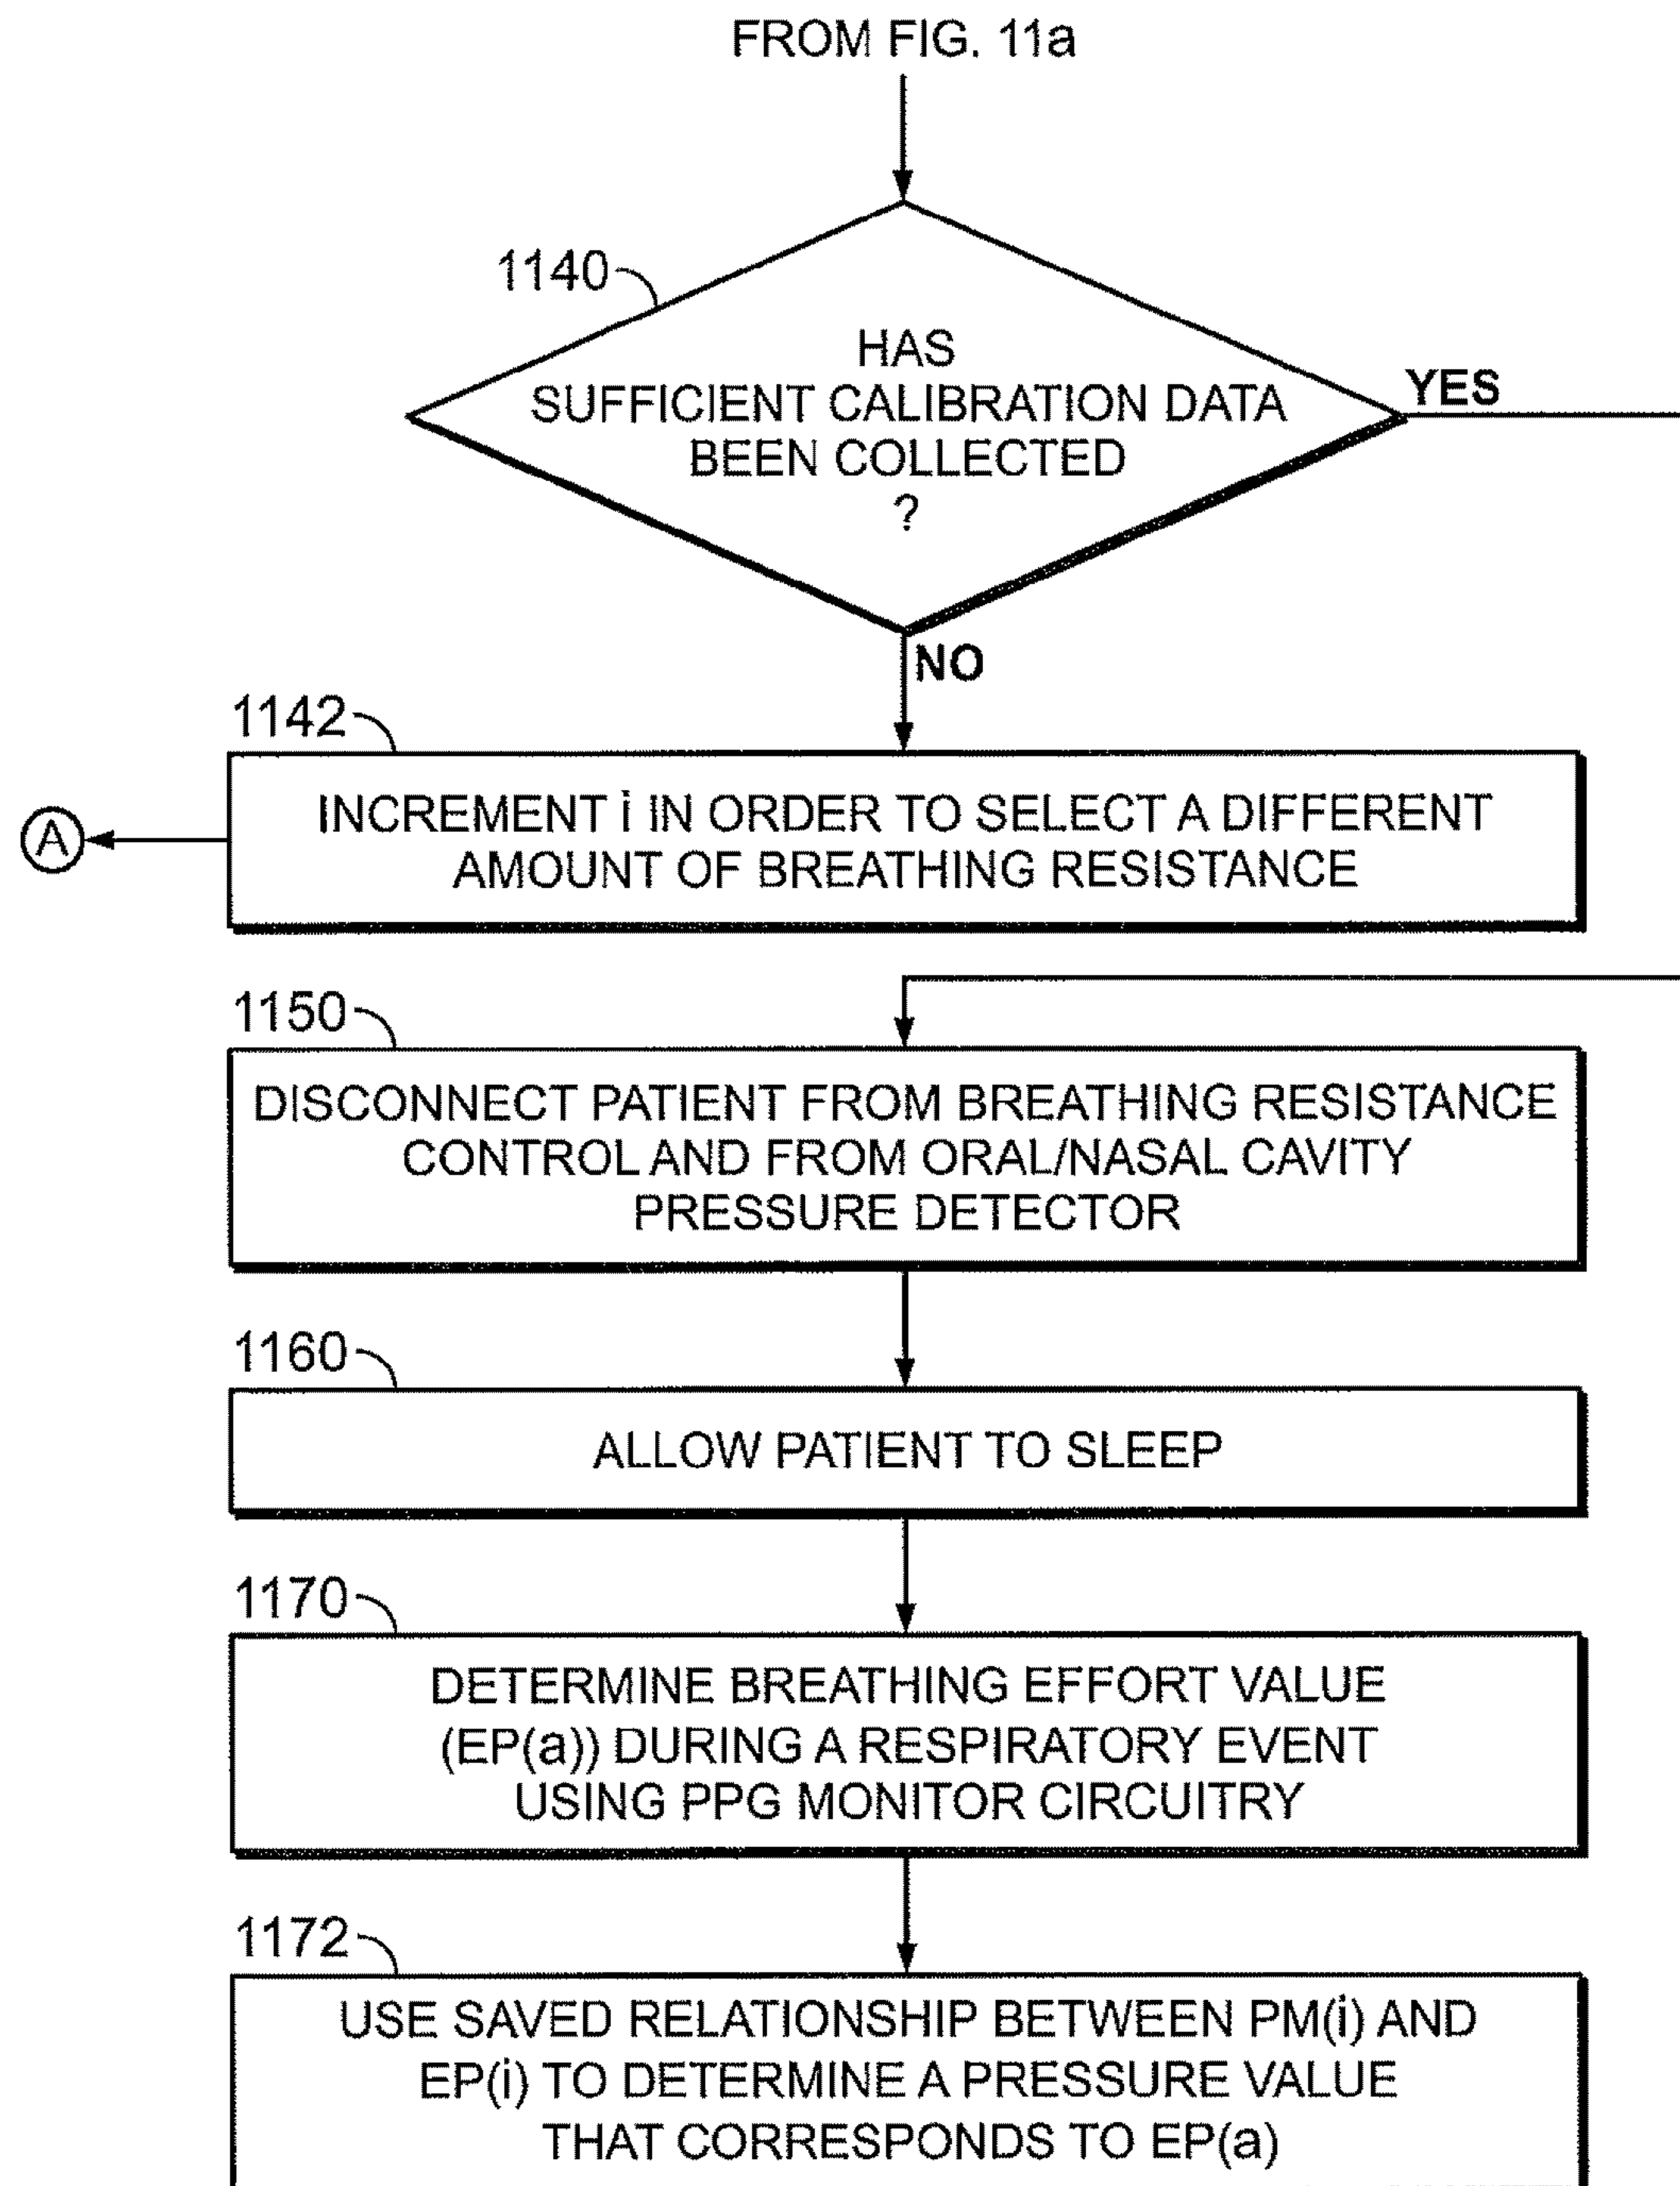 FROM FIG. 11a
1140
HAS
SUFFICIENT CALIBRATION DATA
BEEN COLLECTED
?
YES
NO
1142
INCREMENT i IN ORDER TO SELECT A DIFFERENT
AMOUNT OF BREATHING RESISTANCE
A
1150
DISCONNECT PATIENT FROM BREATHING RESISTANCE
CONTROL AND FROM ORAL/NASAL CAVITY
PRESSURE DETECTOR
1160
ALLOW PATIENT TO SLEEP
1170
DETERMINE BREATHING EFFORT VALUE
(EP(a)) DURING A RESPIRATORY EVENT
USING PPG MONITOR CIRCUITRY
1172
USE SAVED RELATIONSHIP BETWEEN PM(i) AND
EP(i) TO DETERMINE A PRESSURE VALUE
THAT CORRESPONDS TO EP(a)